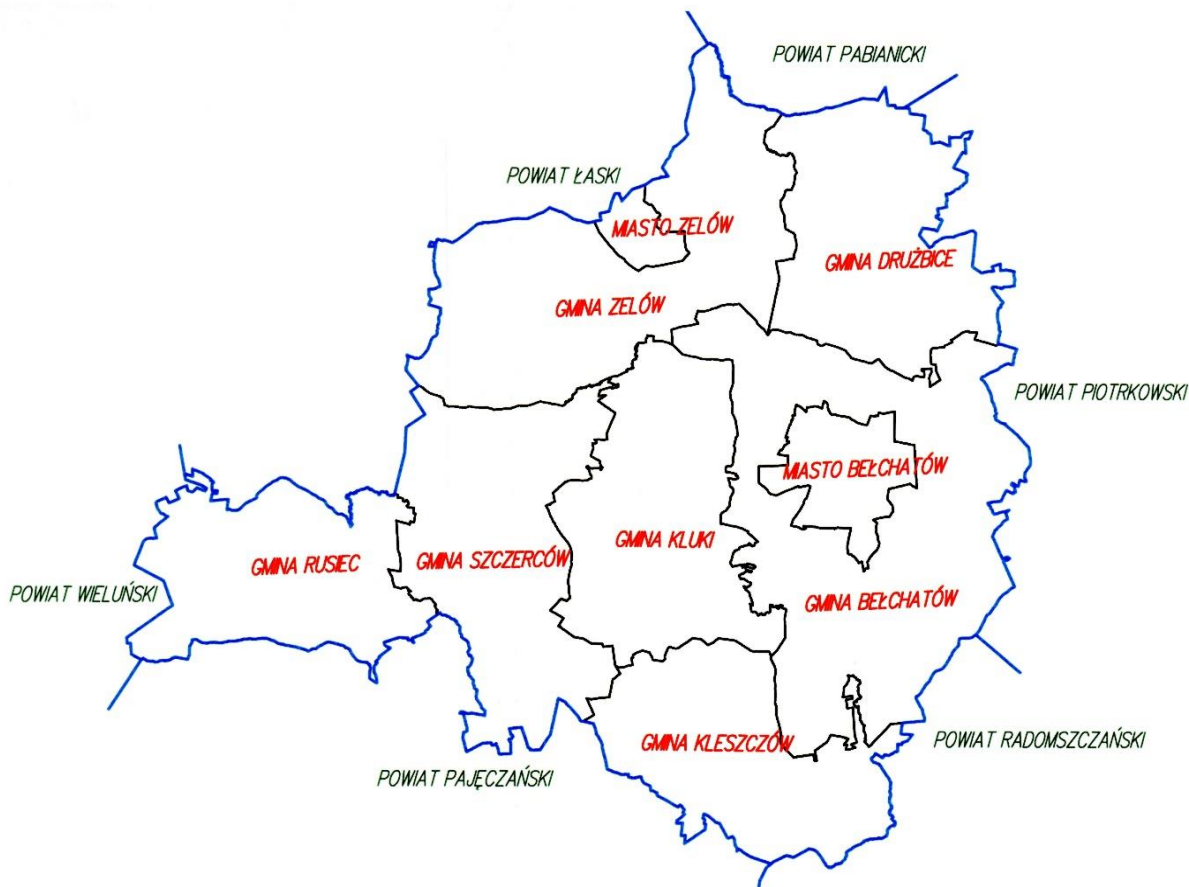 POWIAT PABIANICKI
POWIAT ŁASKI
MIASTO ZELÓW
GMINA DRUŻBICE
GMINA ZELÓW
POWIAT PIOTRKOWSKI
MIASTO BEŁCHATÓW
GMINA KLUKI
GMINA SZCZERCÓW
GMINA RUSIEC
POWIAT WIELUŃSKI
GMINA BEŁCHATÓW
GMINA KLESZCZÓW
POWIAT RADOMSZCZAŃSKI
POWIAT PAJĘCZAŃSKI